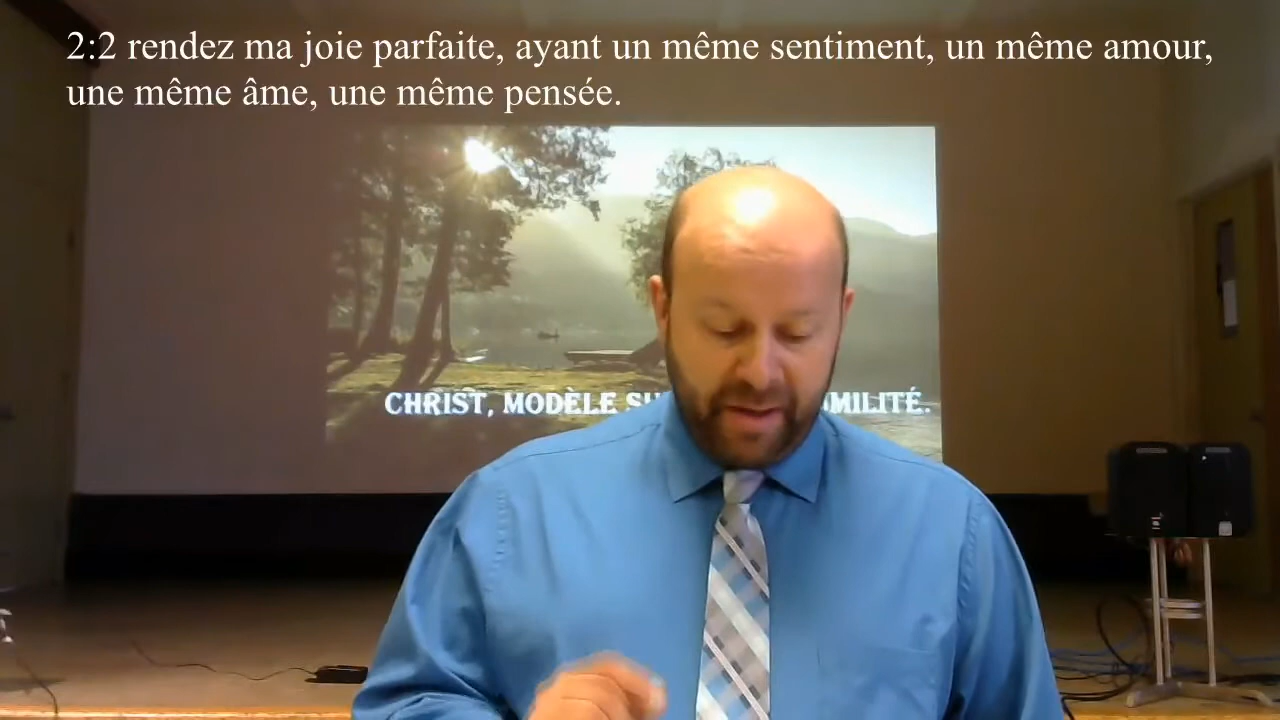 2:2 rendez ma joie parfaite, ayant un même sentiment, un même amour,
une même âme, une même pensée.
CHRIST, MODÈLE